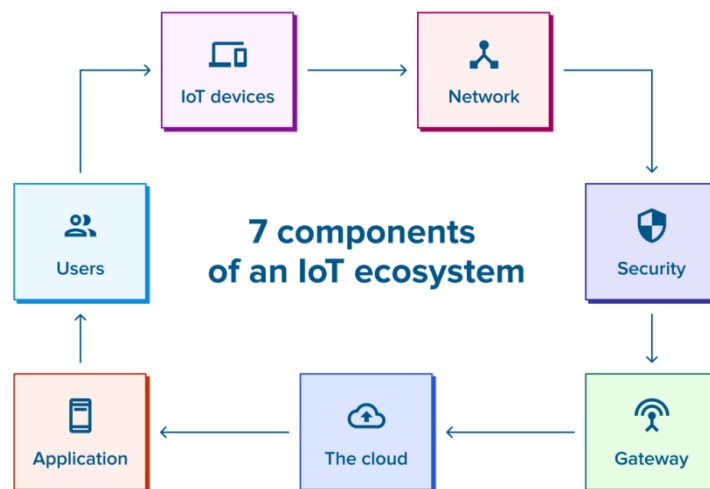 IoT devices
Network
7 components
of an IoT ecosystem
Users
Security
Application
The cloud
Gateway